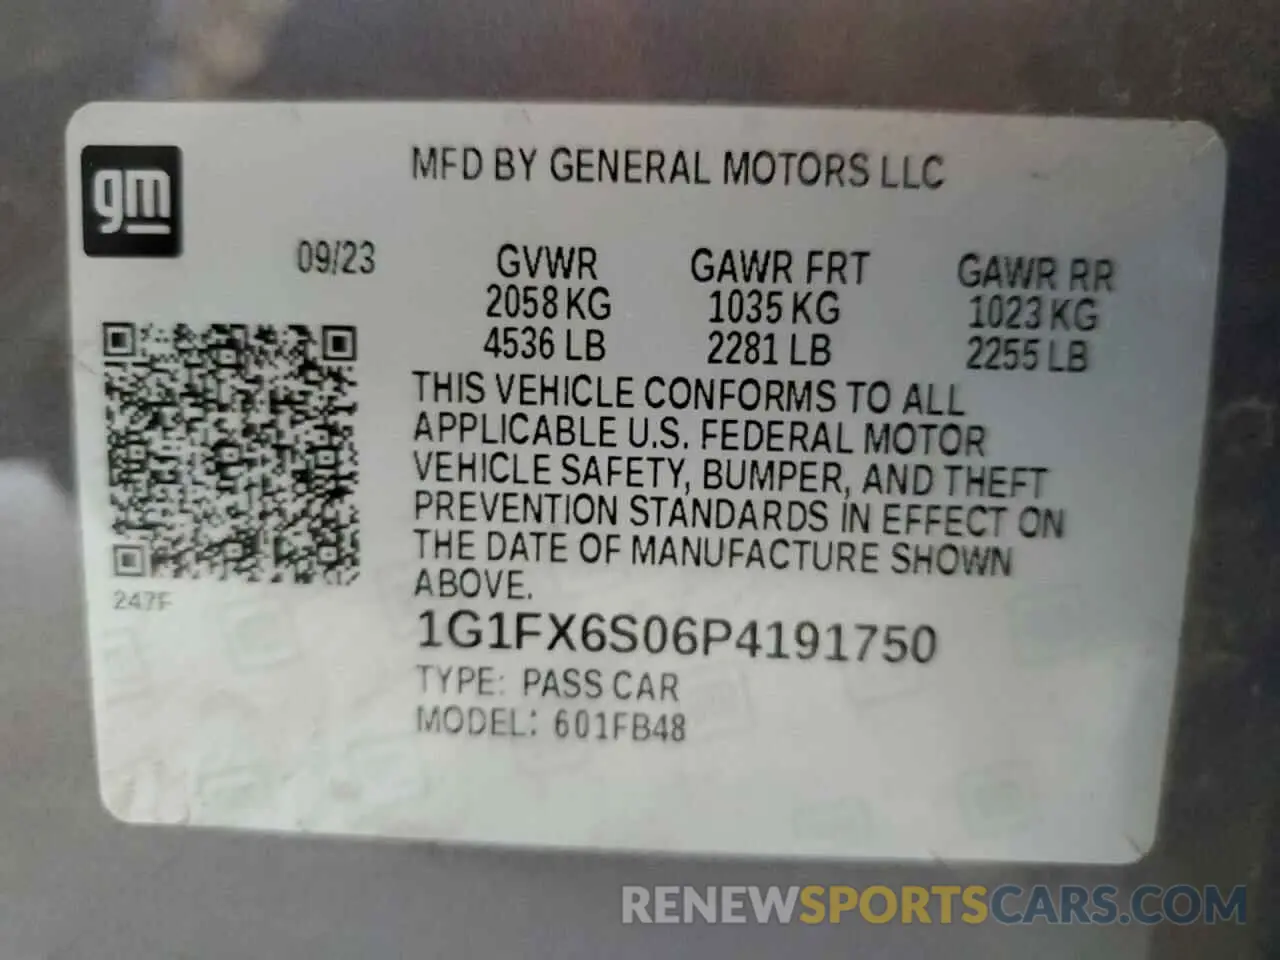 MFD BY GENERAL MOTORS LLC
gm
09/23 GVWR GAWR FRT GAWR RR
2058 KG 1035 KG 1023 KG
4536 LB 2281 LB 2255 LB
THIS VEHICLE CONFORMS TO ALL
APPLICABLE U.S. FEDERAL MOTOR
VEHICLE SAFETY, BUMPER, AND THEFT
PREVENTION STANDARDS IN EFFECT ON
THE DATE OF MANUFACTURE SHOWN
ABOVE.
247F
1G1FX6S06P4191750
TYPE: PASS CAR
MODEL: 601FB48
RENEWSPORTSCARS.COM